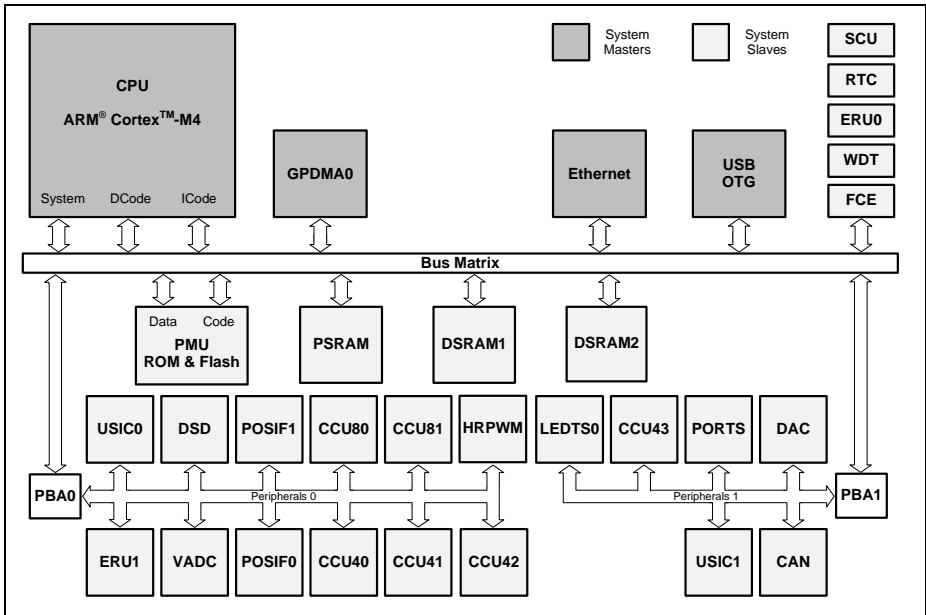 CPU
ARM® Cortex™-M4
System DCode ICode
GPDMA0
Ethernet
USB
OTG
System
Masters
System
Slaves
SCU
RTC
ERU0
WDT
FCE
Bus Matrix
Data Code
PMU
ROM & Flash
PSRAM
DSRAM1
DSRAM2
USIC0
DSD
POSIF1
CCU80
CCU81
HRPWM
LEDTS0
CCU43
PORTS
DAC
PBA0
Peripherals 0
Peripherals 1
PBA1
ERU1
VADC
POSIF0
CCU40
CCU41
CCU42
USIC1
CAN